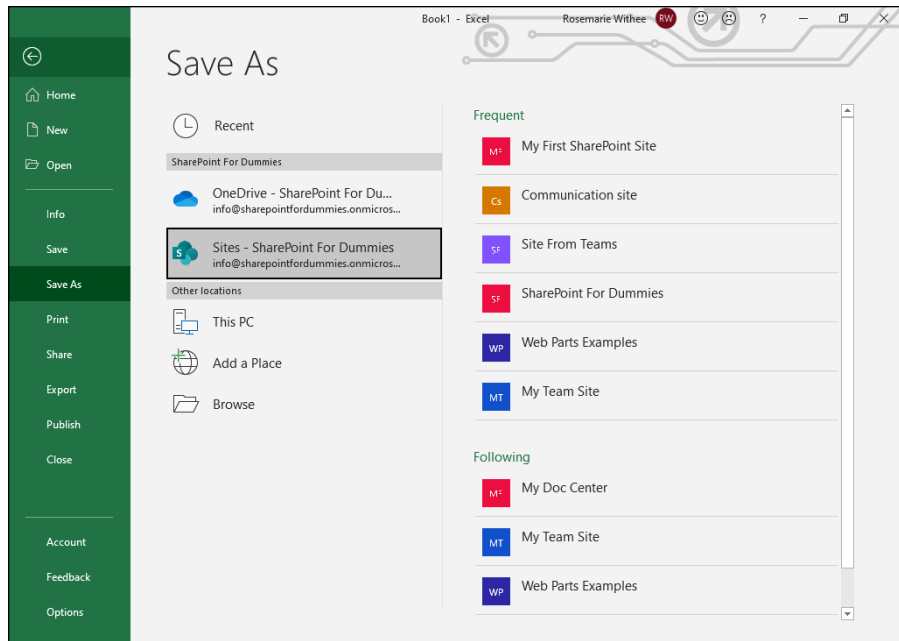 Book1 - Excel
Rosemarie Withee
RW
?
Save As
Home
New
Open
Info
Save
Save As
Print
Share
Export
Publish
Close
Account
Feedback
Options
Recent
SharePoint For Dummies
OneDrive - SharePoint For Du...
info@sharepointfordummies.onmicros...
S
Sites - SharePoint For Dummies
info@sharepointfordummies.onmicros...
Other locations
This PC
Add a Place
Browse
Frequent
My First SharePoint Site
Cs
Communication site
SF
Site From Teams
SF
SharePoint For Dummies
WP
Web Parts Examples
MT
My Team Site
Following
My Doc Center
MT
My Team Site
WP
Web Parts Examples